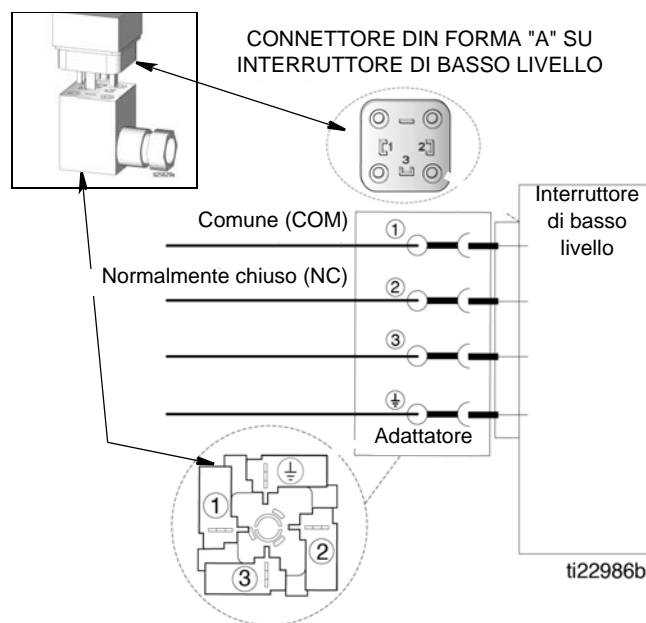 CONNETTORE DIN FORMA "A" SU
INTERRUTTORE DI BASSO LIVELLO
1
2
3
Interruttore
di basso
livello
Comune (COM)
1
Normalmente chiuso (NC)
2
3
Adattatore
1
2
3
ti22986b